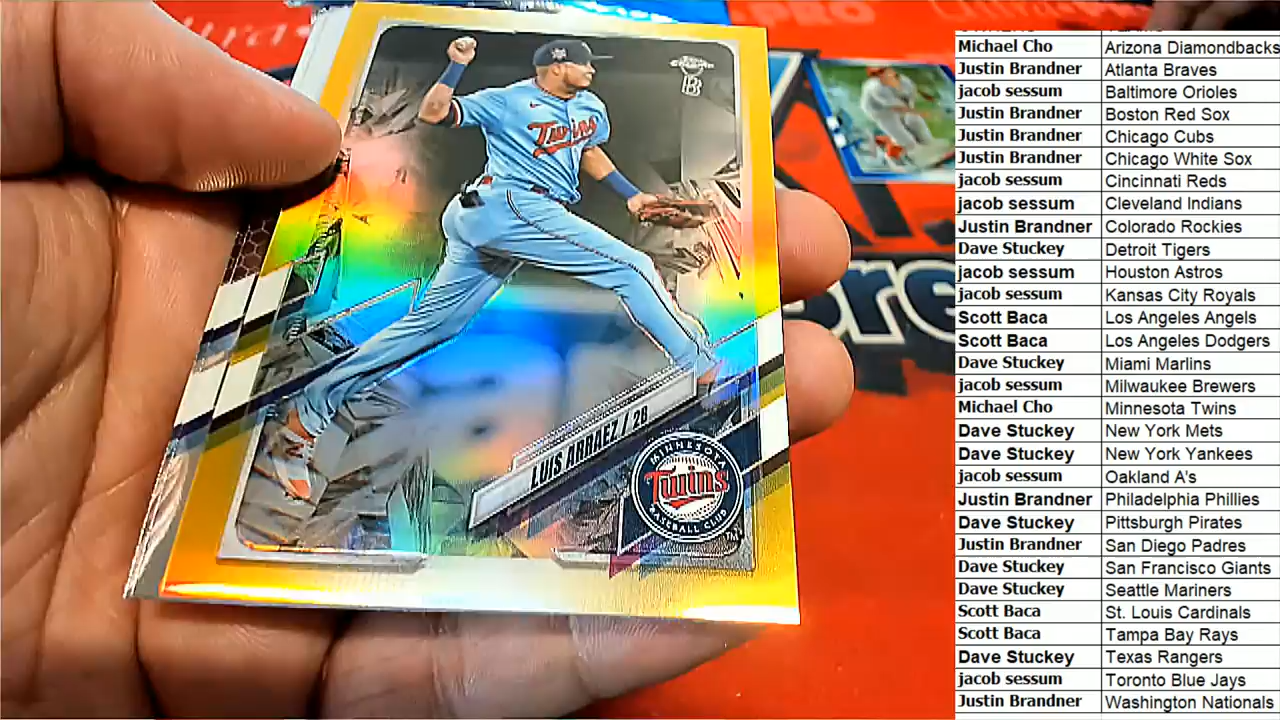 PRO
Twins
B
LUIS ARRAEZ / 28
MINNESOTA
Twins
BASEBALL CLUB
TM
Michael Cho Arizona Diamondbacks
Justin Brandner Atlanta Braves
jacob sessum Baltimore Orioles
Justin Brandner Boston Red Sox
Justin Brandner Chicago Cubs
Justin Brandner Chicago White Sox
jacob sessum Cincinnati Reds
jacob sessum Cleveland Indians
Justin Brandner Colorado Rockies
Dave Stuckey Detroit Tigers
jacob sessum Houston Astros
jacob sessum Kansas City Royals
Scott Baca Los Angeles Angels
Scott Baca Los Angeles Dodgers
Dave Stuckey Miami Marlins
jacob sessum Milwaukee Brewers
Michael Cho Minnesota Twins
Dave Stuckey New York Mets
Dave Stuckey New York Yankees
jacob sessum Oakland A's
Justin Brandner Philadelphia Phillies
Dave Stuckey Pittsburgh Pirates
Justin Brandner San Diego Padres
Dave Stuckey San Francisco Giants
Dave Stuckey Seattle Mariners
Scott Baca St. Louis Cardinals
Scott Baca Tampa Bay Rays
Dave Stuckey Texas Rangers
jacob sessum Toronto Blue Jays
Justin Brandner Washington Nationals